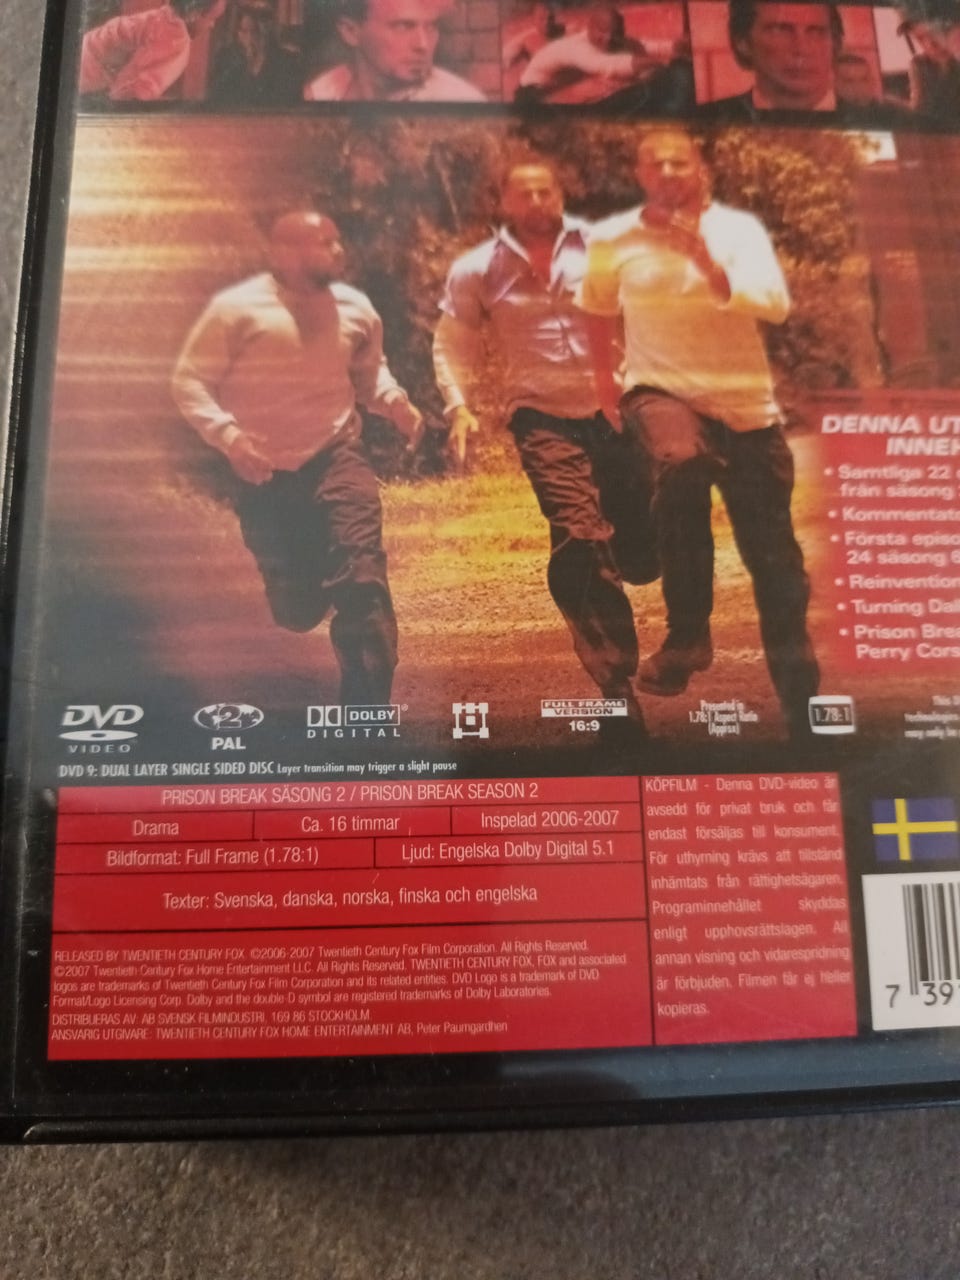 DENNA UT
INNEH
• Samtliga 22
från säsong
• Kommentat
• Första episo
24 säsong 6
• Reinvention
• Turning Dal
• Prison Brea
Perry Cors
DVD VIDEO
2 PAL
DOLBY DIGITAL
FULL FRAME VERSION 16:9
Presented in
1.78:1 Aspect Ratio
(Approx)
1.78:1
This
technologies
may only be
DVD 9: DUAL LAYER SINGLE SIDED DISC Layer transition may trigger a slight pause
PRISON BREAK SÄSONG 2 / PRISON BREAK SEASON 2
Drama Ca. 16 timmar Inspelad 2006-2007
Bildformat: Full Frame (1.78:1) Ljud: Engelska Dolby Digital 5.1
Texter: Svenska, danska, norska, finska och engelska
RELEASED BY TWENTIETH CENTURY FOX. ©2006-2007 Twentieth Century Fox Film Corporation. All Rights Reserved.
©2007 Twentieth Century Fox Home Entertainment LLC. All Rights Reserved. TWENTIETH CENTURY FOX, FOX and associated
logos are trademarks of Twentieth Century Fox Film Corporation and its related entities. DVD Logo is a trademark of DVD
Format/Logo Licensing Corp. Dolby and the double-D symbol are registered trademarks of Dolby Laboratories.
DISTRIBUERAS AV: AB SVENSK FILMINDUSTRI, 169 86 STOCKHOLM.
ANSVARIG UTGIVARE: TWENTIETH CENTURY FOX HOME ENTERTAINMENT AB, Peter Paumgardhen
KÖPFILM - Denna DVD-video är
avsedd för privat bruk och får
endast försäljas till konsument.
För uthyrning krävs att tillstånd
inhämtats från rättighetsägaren.
Programinnehållet skyddas
enligt upphovsrättslagen. All
annan visning och vidarespridning
är förbjuden. Filmen får ej heller
kopieras.
7 39